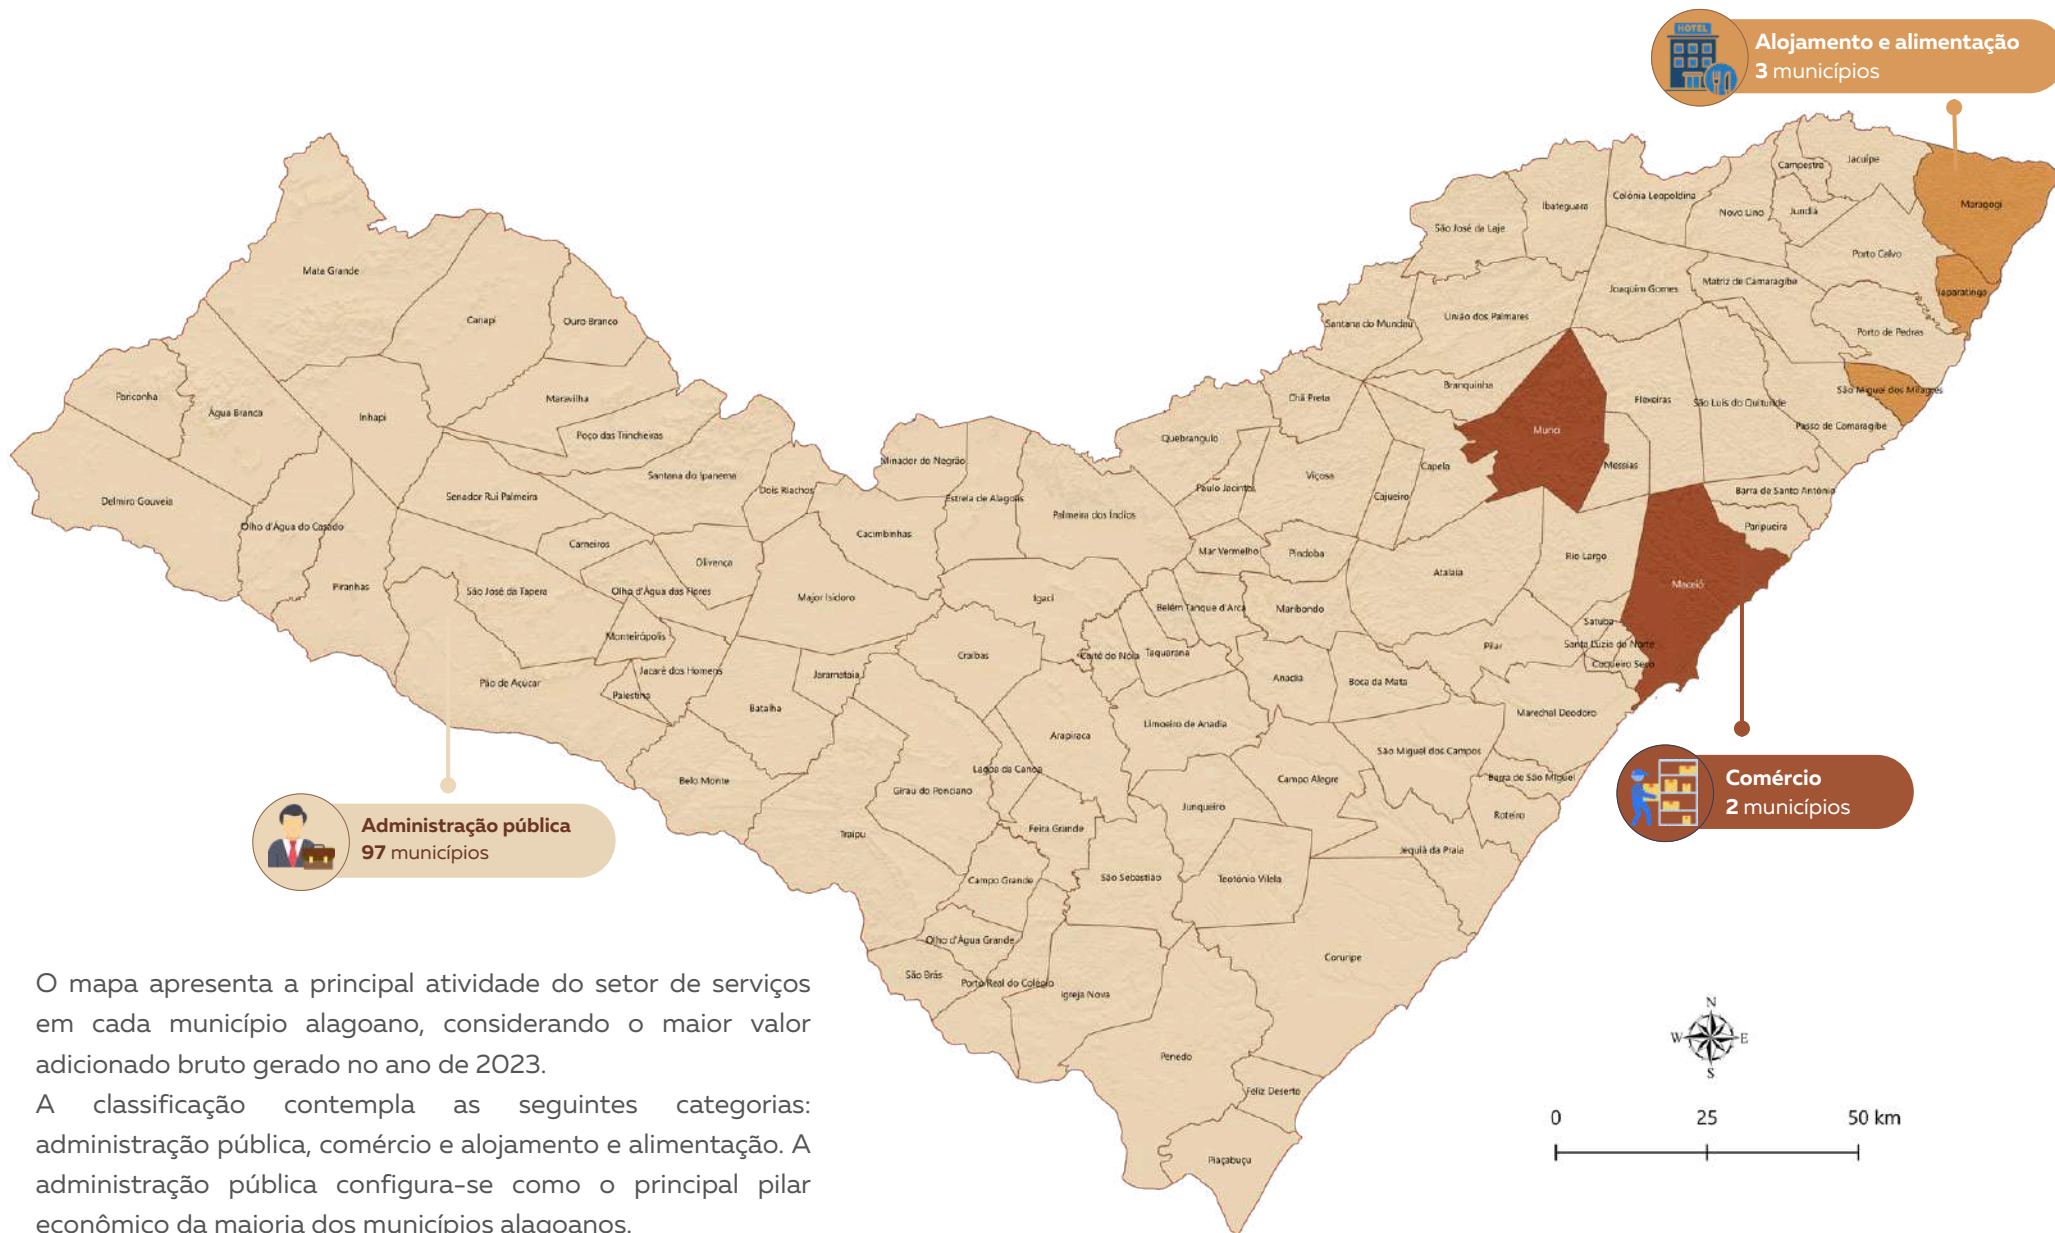 HOTEL
Alojamento e alimentação
3 municípios
Campestre
Jacuípe
Maragogi
Colônia Leopoldina
Ibateguara
Novo Lino
Jundiá
São José da Laje
Porto Calvo
Mata Grande
Matriz de Camaragibe
Joaquim Gomes
Japaratinga
União dos Palmares
Canapi
Ouro Branco
Santana do Mundaú
Porto de Pedras
Branquinha
São Miguel dos Milagres
Pariconha
Água Branca
Inhapi
Maravilha
Chã Preta
Flexeiras
São Luís do Quitunde
Passo de Camaragibe
Murici
Poço das Trincheiras
Quebrangulo
Minador do Negrão
Capela
Messias
Santana do Ipanema
Viçosa
Dois Riachos
Paulo Jacinto
Cajueiro
Barra de Santo Antônio
Delmiro Gouveia
Senador Rui Palmeira
Estrela de Alagoas
Palmeira dos Índios
Olho d'Água do Casado
Paripueira
Cacimbinhas
Carneiros
Mar Vermelho
Pindoba
Rio Largo
Olivença
Atalaia
Maceió
Piranhas
São José da Tapera
Olho d'Água das Flores
Major Isidoro
Igaci
Belém
Tanque d'Arca
Maribondo
Satuba
Monteirópolis
Pilar
Santa Luzia do Norte
Craíbas
Coité do Nóia
Taquarana
Coqueiro Seco
Jacaré dos Homens
Jaramataia
Pão de Açúcar
Anadia
Boca da Mata
Palestina
Batalha
Marechal Deodoro
Limoeiro de Anadia
Arapiraca
São Miguel dos Campos
Lagoa da Canoa
Belo Monte
Campo Alegre
Barra de São Miguel
Girau do Ponciano
Junqueiro
Roteiro
Comércio
2 municípios
Administração pública
97 municípios
Traipu
Feira Grande
Jequiá da Praia
Campo Grande
São Sebastião
Teotônio Vilela
Olho d'Água Grande
Coruripe
São Brás
Porto Real do Colégio
Igreja Nova
Penedo
Feliz Deserto
Piaçabuçu
O mapa apresenta a principal atividade do setor de serviços
em cada município alagoano, considerando o maior valor
adicionado bruto gerado no ano de 2023.
A classificação contempla as seguintes categorias:
administração pública, comércio e alojamento e alimentação. A
administração pública configura-se como o principal pilar
econômico da maioria dos municípios alagoanos.
N
W E
S
0 25 50 km